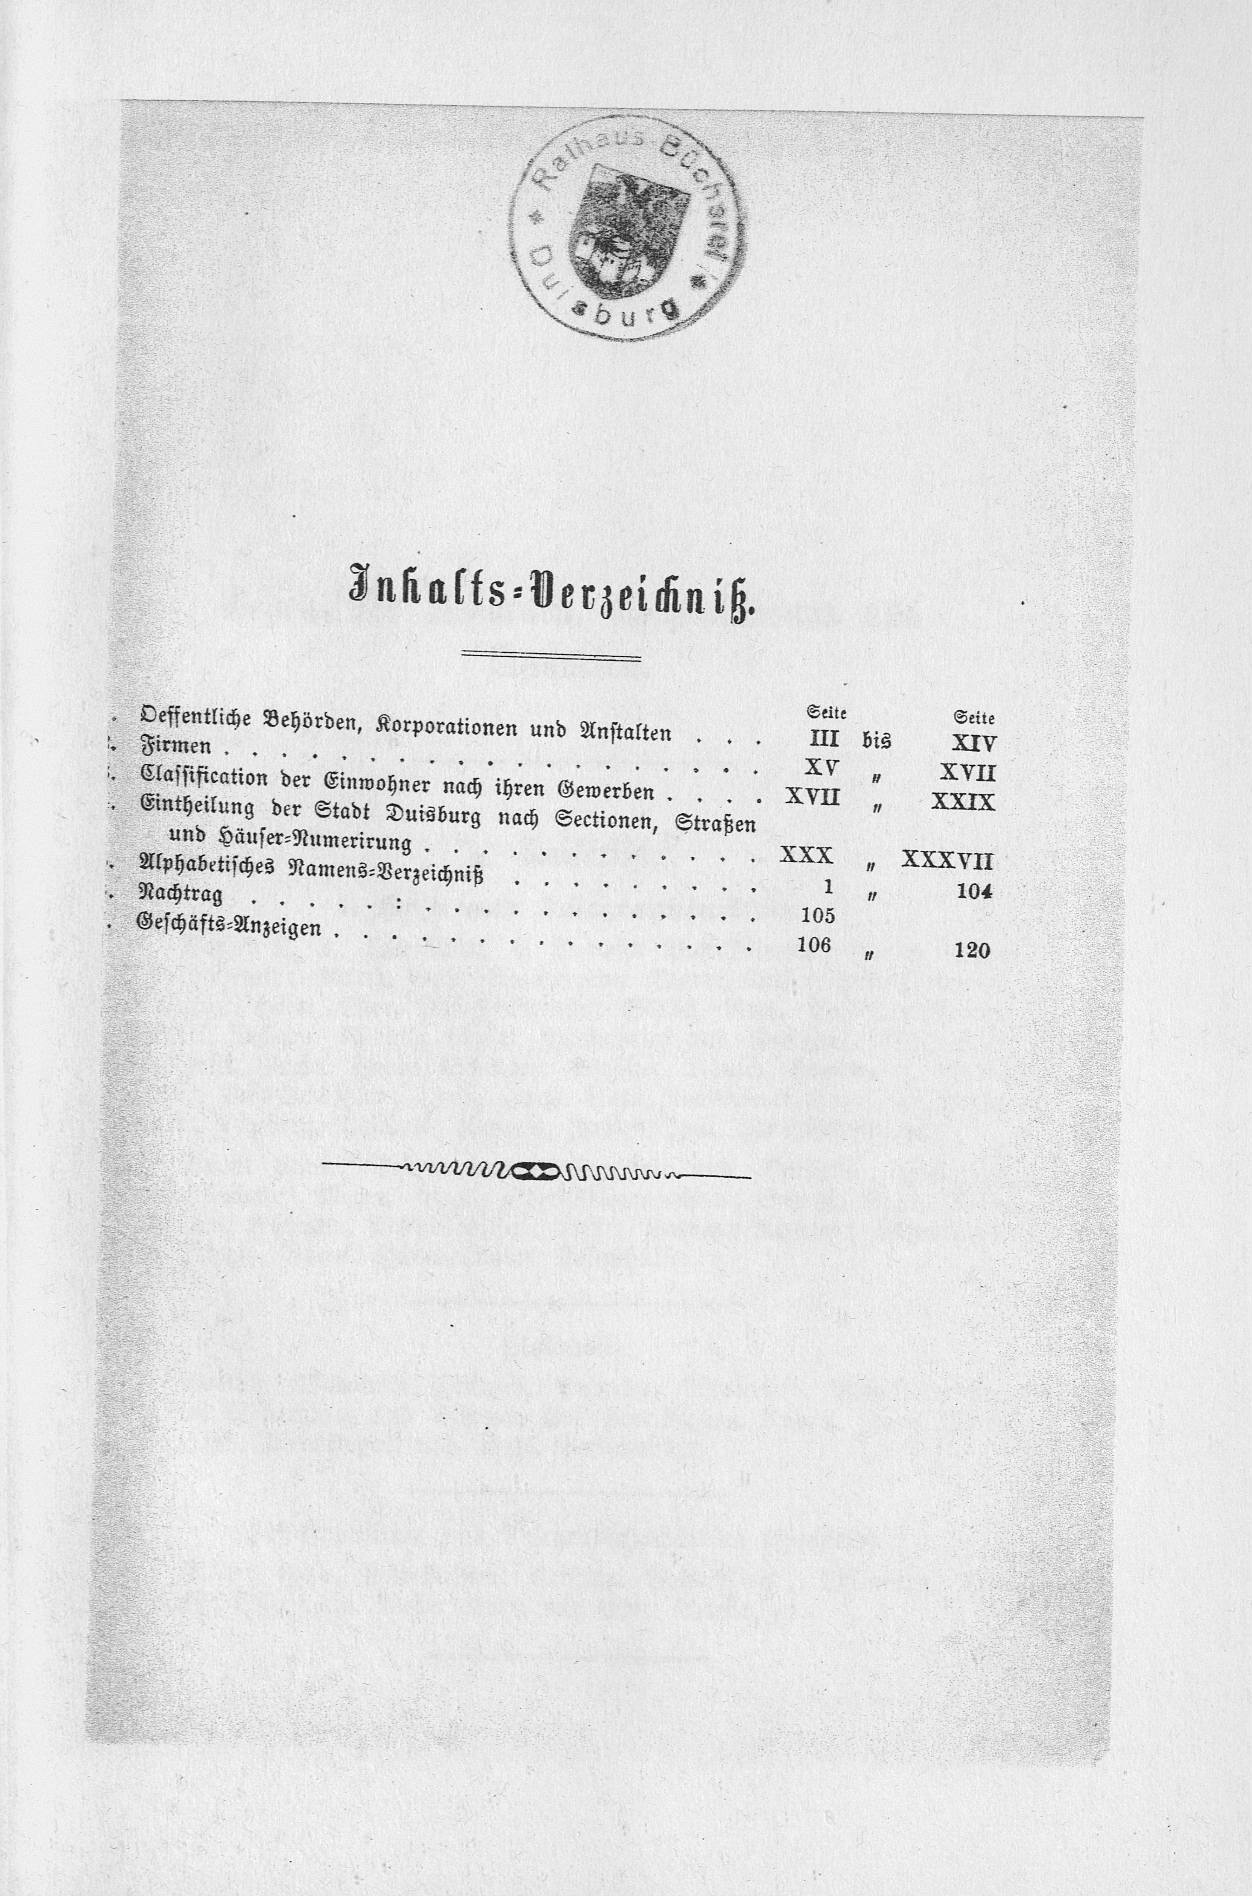 Rathaus Bücherei
Duisburg
Inhalts=Verzeichniß.
Seite Seite
. Oeffentliche Behörden, Korporationen und Anstalten . . . III bis XIV
. Firmen . . . . . . . . . . . . . . . . . . XV „ XVII
. Classification der Einwohner nach ihren Gewerben . . . . XVII „ XXIX
. Eintheilung der Stadt Duisburg nach Sectionen, Straßen
und Häuser=Numerirung . . . . . . . . . . . . XXX „ XXXVII
. Alphabetisches Namens=Verzeichniß . . . . . . . . . 1 „ 104
. Nachtrag . . . . . . . . . . . . . . . . . . 105
. Geschäfts=Anzeigen . . . . . . . . . . . . . . . 106 „ 120